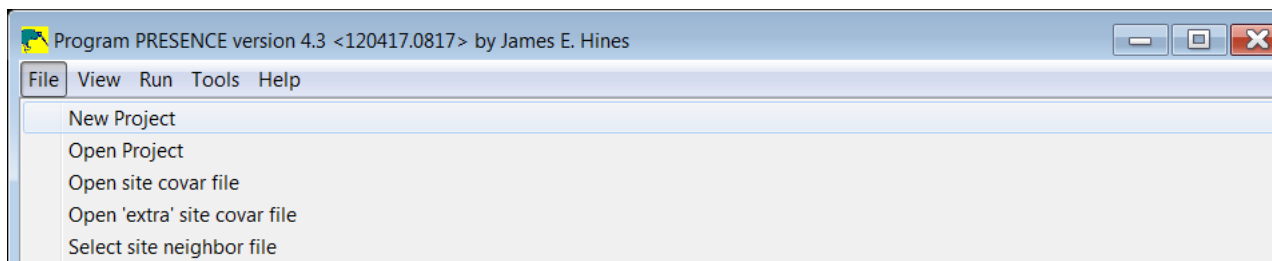 Program PRESENCE version 4.3 <120417.0817> by James E. Hines
File View Run Tools Help
New Project
Open Project
Open site covar file
Open 'extra' site covar file
Select site neighbor file